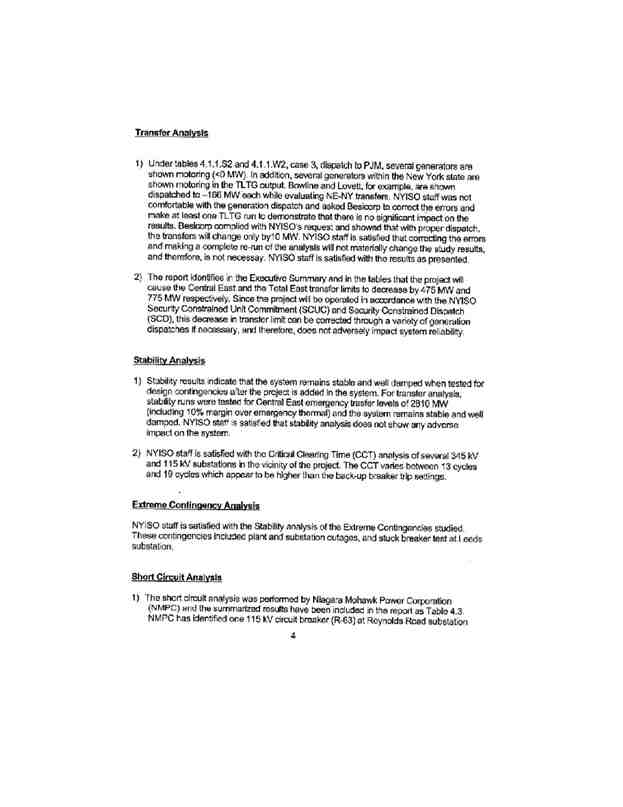 Transfer Analysis
1) Under tables 4.1.1.S2 and 4.1.1.W2, case 3, dispatch to PJM, several generators are
shown motoring (<0 MW). In addition, several generators within the New York state are
shown motoring in the TLTG output. Bowline and Lovett, for example, are shown
dispatched to –166 MW each while evaluating NE-NY transfers. NYISO staff was not
comfortable with the generation dispatch and asked Besicorp to correct the errors and
make at least one TLTG run to demonstrate that there is no significant impact on the
results. Besicorp complied with NYISO's request and showed that with proper dispatch,
the transfers will change only by10 MW. NYISO staff is satisfied that correcting the errors
and making a complete re-run of the analysis will not materially change the study results,
and therefore, is not necessay. NYISO staff is satisfied with the results as presented.
2) The report identifies in the Executive Summary and in the tables that the project will
cause the Central East and the Total East transfer limits to decrease by 475 MW and
775 MW respectively. Since the project will be operated in accordance with the NYISO
Security Constrained Unit Commitment (SCUC) and Security Constrained Dispatch
(SCD), this decrease in transfer limit can be corrected through a variety of generation
dispatches if necessary, and therefore, does not adversely impact system reliability.
Stability Analysis
1) Stability results indicate that the system remains stable and well damped when tested for
design contingencies after the project is added in the system. For transfer analysis,
stability runs were tested for Central East emergency trasfer levels of 2810 MW
(including 10% margin over emergency thermal) and the system remains stable and well
damped. NYISO staff is satisfied that stability analysis does not show any adverse
impact on the system.
2) NYISO staff is satisfied with the Critical Clearing Time (CCT) analysis of several 345 kV
and 115 kV substations in the vicinity of the project. The CCT varies between 13 cycles
and 19 cycles which appear to be higher than the back-up breaker trip settings.
Extreme Contingency Analysis
NYISO staff is satisfied with the Stability analysis of the Extreme Contingencies studied.
These contingencies included plant and substation outages, and stuck breaker test at Leeds
substation.
Short Circuit Analysis
1) The short circuit analysis was performed by Niagara Mohawk Power Corporation
(NMPC) and the summarized results have been included in the report as Table 4.3.
NMPC has identified one 115 kV circuit breaker (R-63) at Reynolds Road substation
4